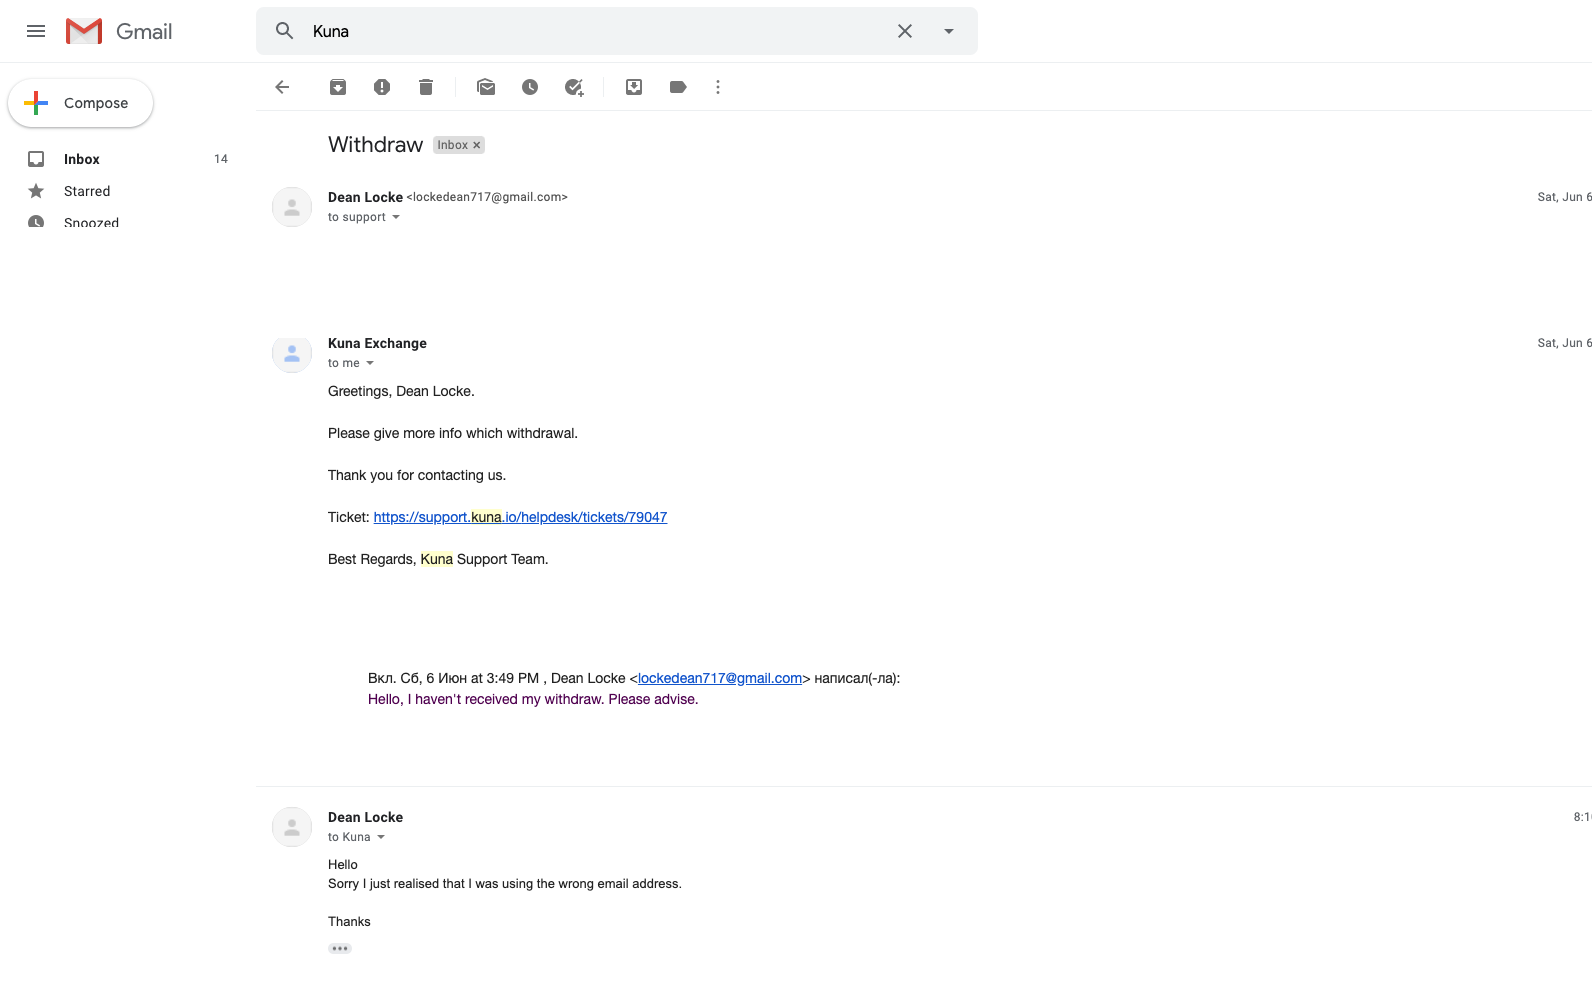 Gmail
Kuna
Compose
Inbox 14
Starred
Snoozed
Withdraw Inbox ×
Dean Locke <lockedean717@gmail.com> Sat, Jun 6
to support
Kuna Exchange Sat, Jun 6
to me
Greetings, Dean Locke.
Please give more info which withdrawal.
Thank you for contacting us.
Ticket: https://support.kuna.io/helpdesk/tickets/79047
Best Regards, Kuna Support Team.
Вкл. Сб, 6 Июн at 3:49 PM , Dean Locke <lockedean717@gmail.com> написал(-ла):
Hello, I haven't received my withdraw. Please advise.
Dean Locke
to Kuna
Hello
Sorry I just realised that I was using the wrong email address.
Thanks